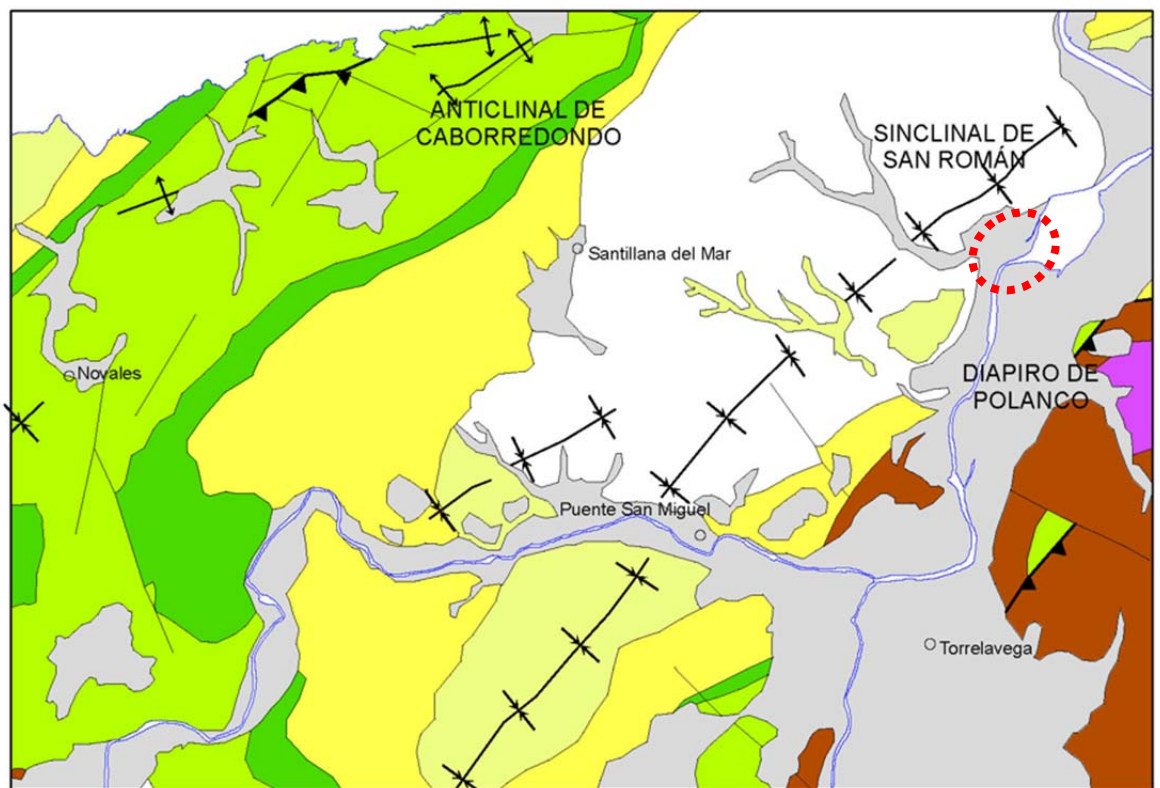 ANTICLINAL DE
CABORREDONDO
SINCLINAL DE
SAN ROMÁN
Santillana del Mar
Novales
DIAPIRO DE
POLANCO
Puente San Miguel
Torrelavega